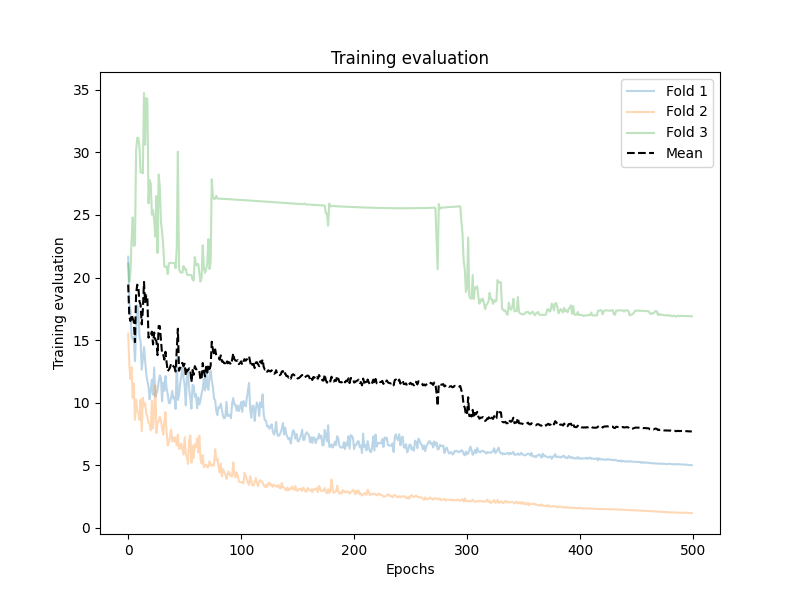 Training evaluation
Fold 1
Fold 2
Fold 3
Mean
Training evaluation
35
30
25
20
15
10
5
0
0 100 200 300 400 500
Epochs